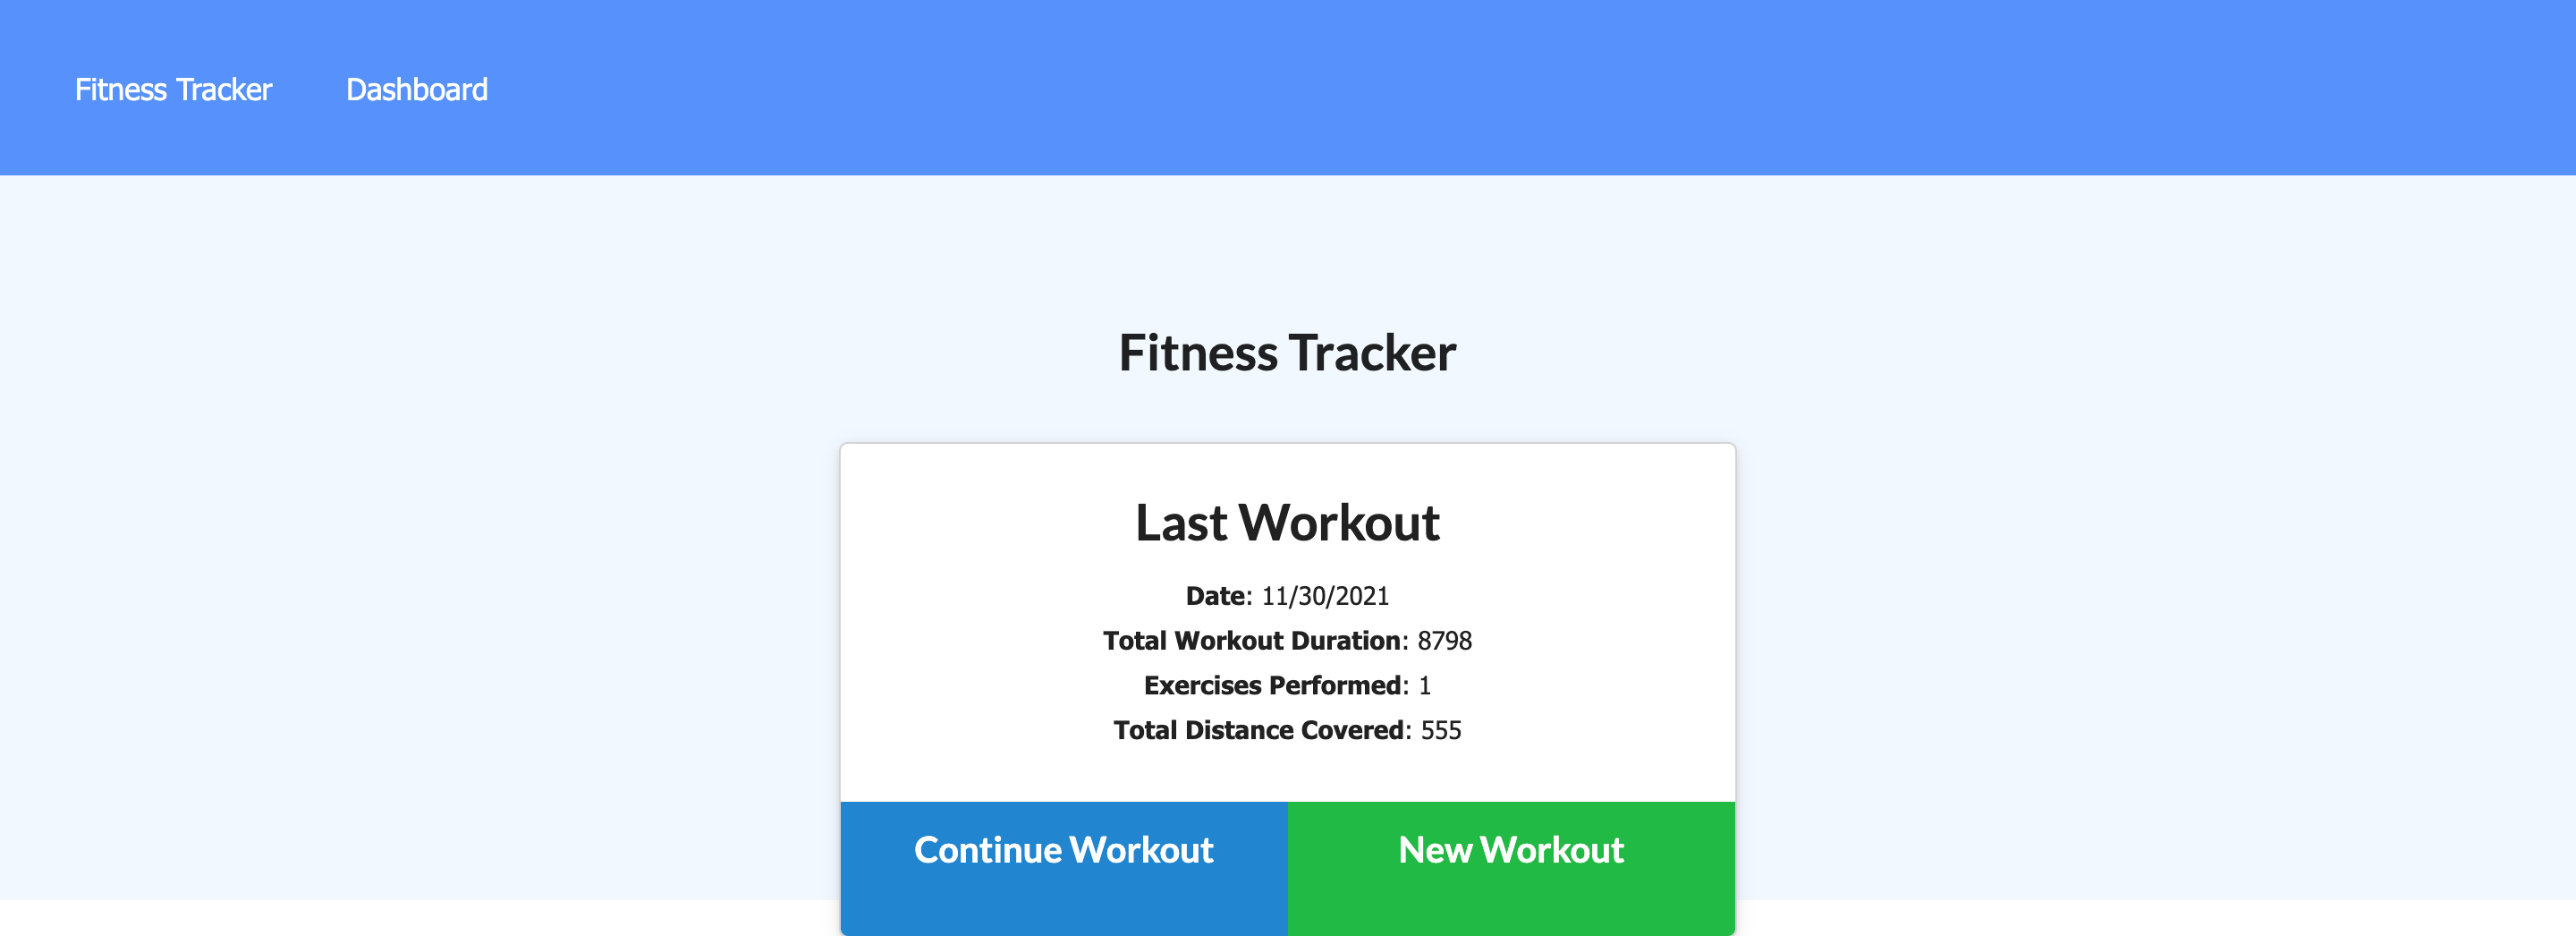 Fitness Tracker Dashboard
Fitness Tracker
Last Workout
Date: 11/30/2021
Total Workout Duration: 8798
Exercises Performed: 1
Total Distance Covered: 555
Continue Workout New Workout